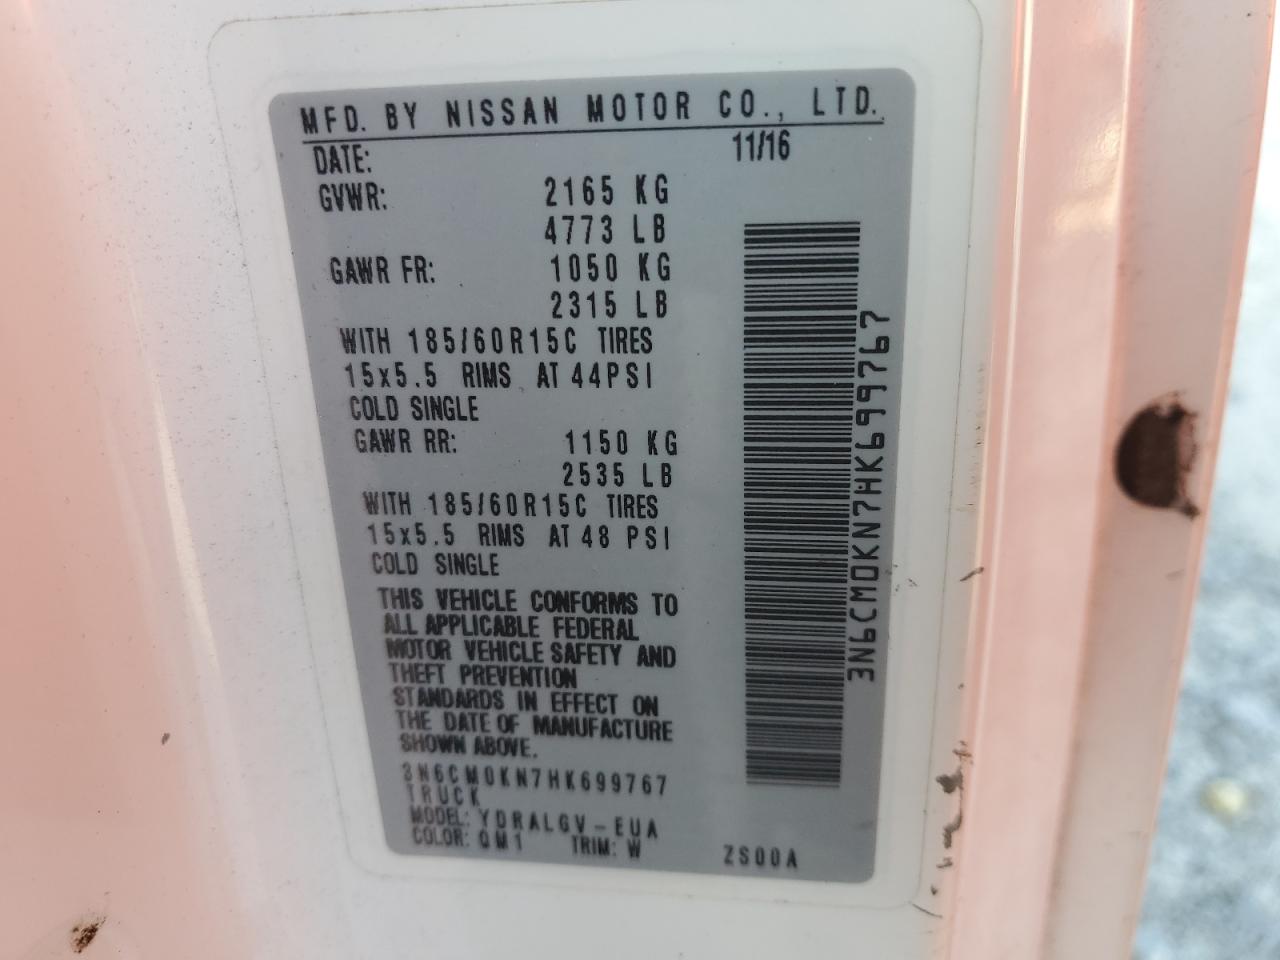 MFD. BY NISSAN MOTOR CO., LTD.
DATE: 11/16
GVWR: 2165 KG
4773 LB
GAWR FR: 1050 KG
2315 LB
WITH 185/60R15C TIRES
15x5.5 RIMS AT 44PSI
COLD SINGLE
GAWR RR: 1150 KG
2535 LB
WITH 185/60R15C TIRES
15x5.5 RIMS AT 48 PSI
COLD SINGLE
THIS VEHICLE CONFORMS TO
ALL APPLICABLE FEDERAL
MOTOR VEHICLE SAFETY AND
THEFT PREVENTION
STANDARDS IN EFFECT ON
THE DATE OF MANUFACTURE
SHOWN ABOVE.
3N6CM0KN7HK699767
TRUCK
MODEL: YDRALGV-EUA
COLOR: QM1 TRIM: W ZS00A
3N6CM0KN7HK699767